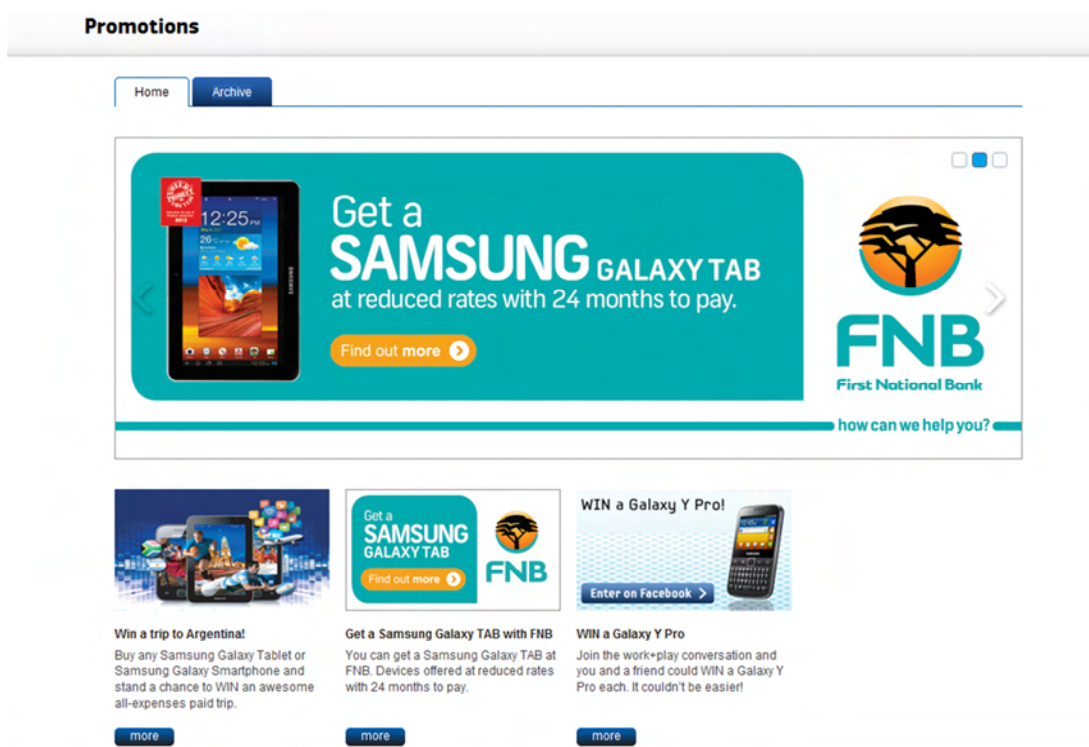 Promotions
Home
Archive
12:25PM
26°C
SAMSUNG
Get a
SAMSUNG GALAXY TAB
at reduced rates with 24 months to pay.
Find out more
FNB
First National Bank
how can we help you?
Get a
SAMSUNG
GALAXY TAB
Find out more
FNB
WIN a Galaxy Y Pro!
Enter on Facebook
Win a trip to Argentina!
Buy any Samsung Galaxy Tablet or
Samsung Galaxy Smartphone and
stand a chance to WIN an awesome
all-expenses paid trip.
more
Get a Samsung Galaxy TAB with FNB
You can get a Samsung Galaxy TAB at
FNB. Devices offered at reduced rates
with 24 months to pay.
more
WIN a Galaxy Y Pro
Join the work+play conversation and
you and a friend could WIN a Galaxy Y
Pro each. It couldn't be easier!
more